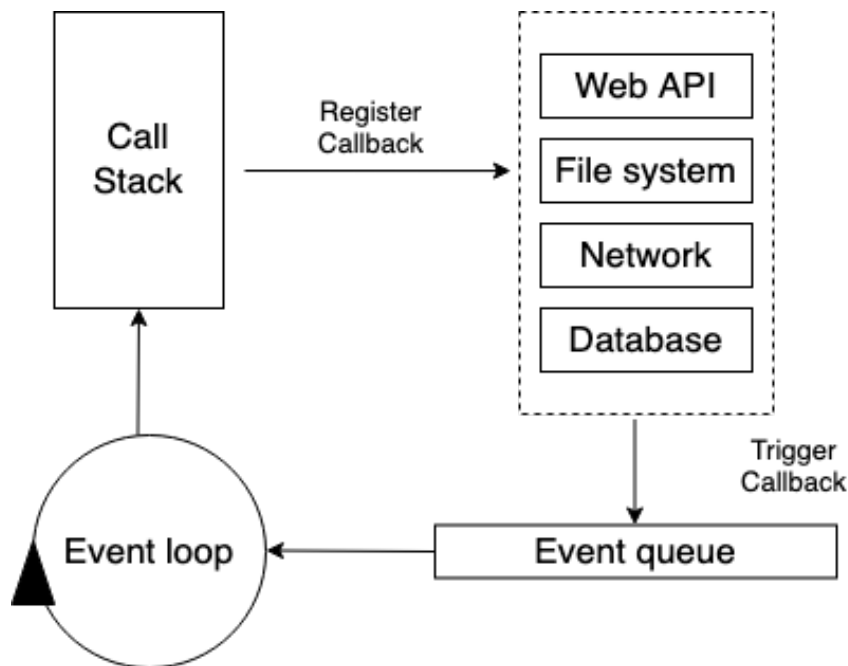 Call
Stack
Register
Callback
Web API
File system
Network
Database
Trigger
Callback
Event queue
Event loop